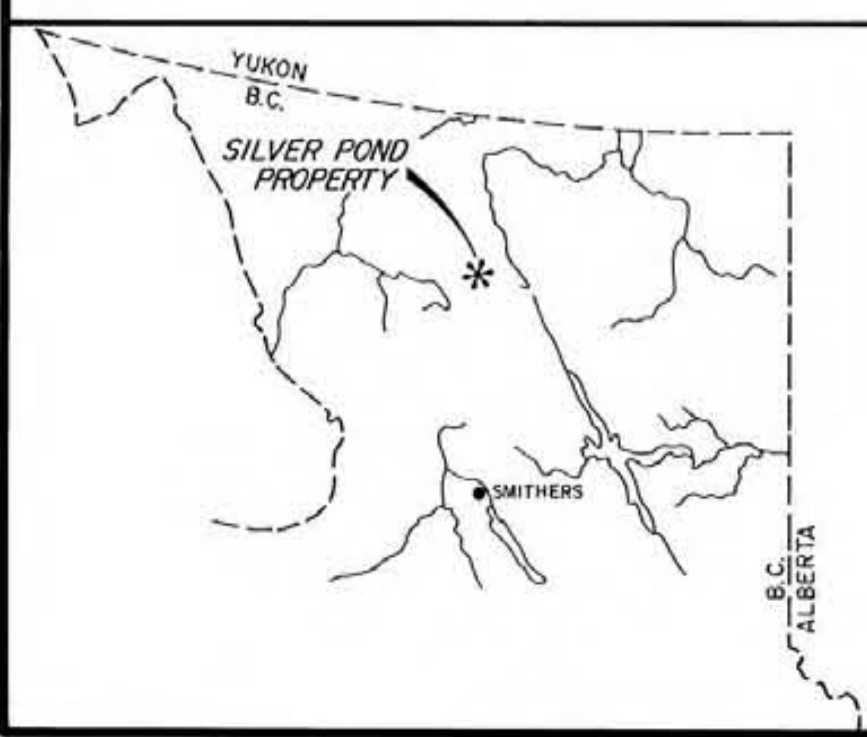 YUKON
B.C.
SILVER POND
PROPERTY
SMITHERS
B.C.
ALBERTA